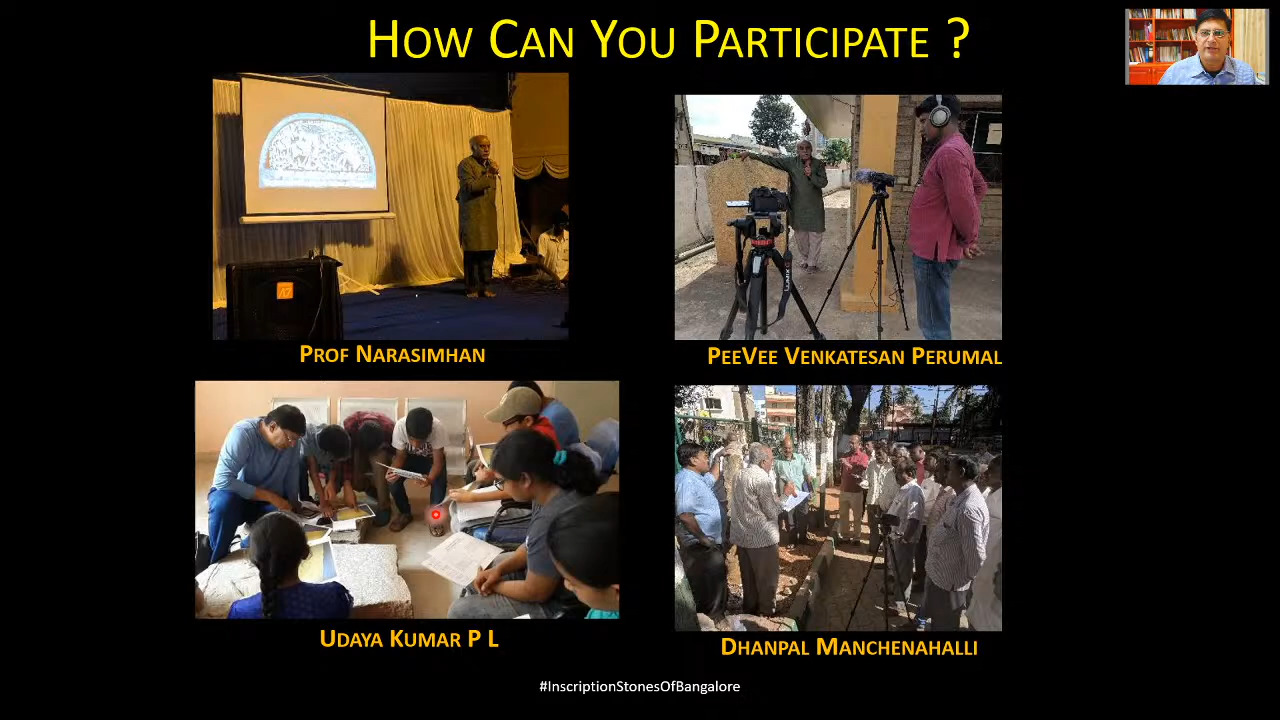 HOW CAN YOU PARTICIPATE ?
PROF NARASIMHAN
PEEVEE VENKATESAN PERUMAL
UDAYA KUMAR P L
DHANPAL MANCHENAHALLI
#InscriptionStonesOfBangalore